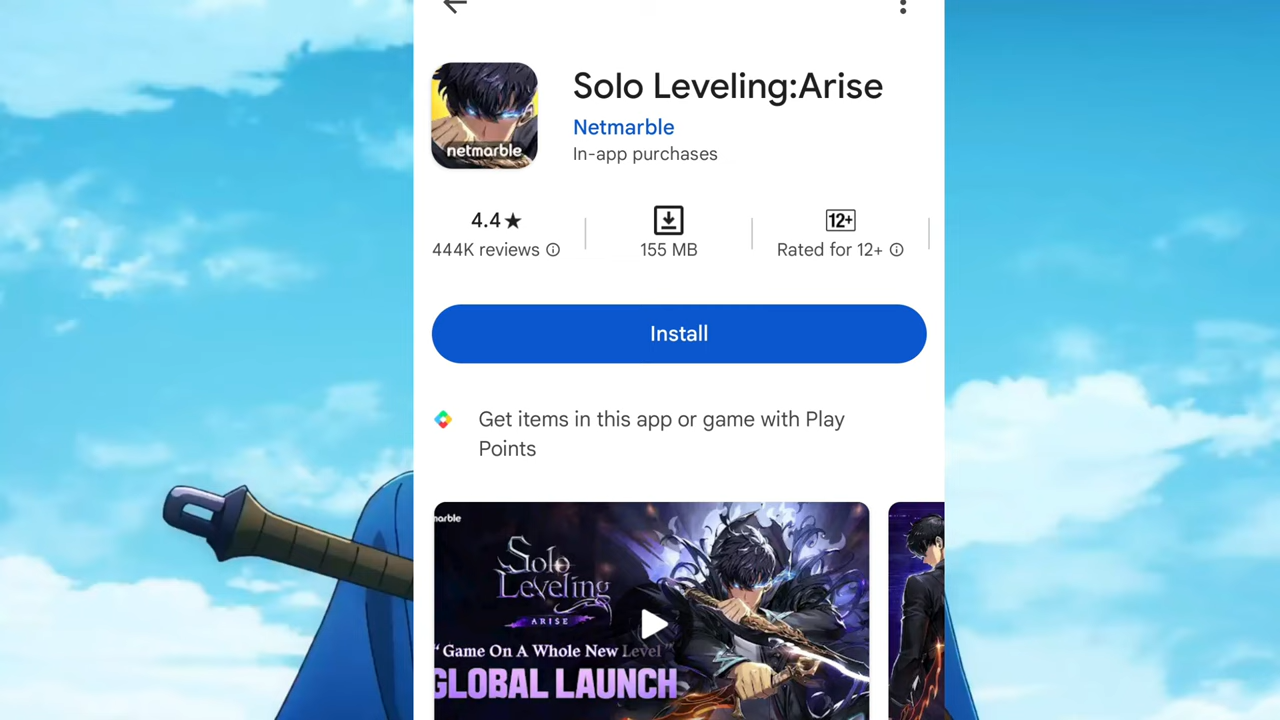 Solo Leveling:Arise
netmarble
Netmarble
In-app purchases
4.4★
444K reviews
155 MB
12+
Rated for 12+
Install
Get items in this app or game with Play
Points
marble
Solo
Leveling
ARISE
“ Game On A Whole New Level ”
GLOBAL LAUNCH